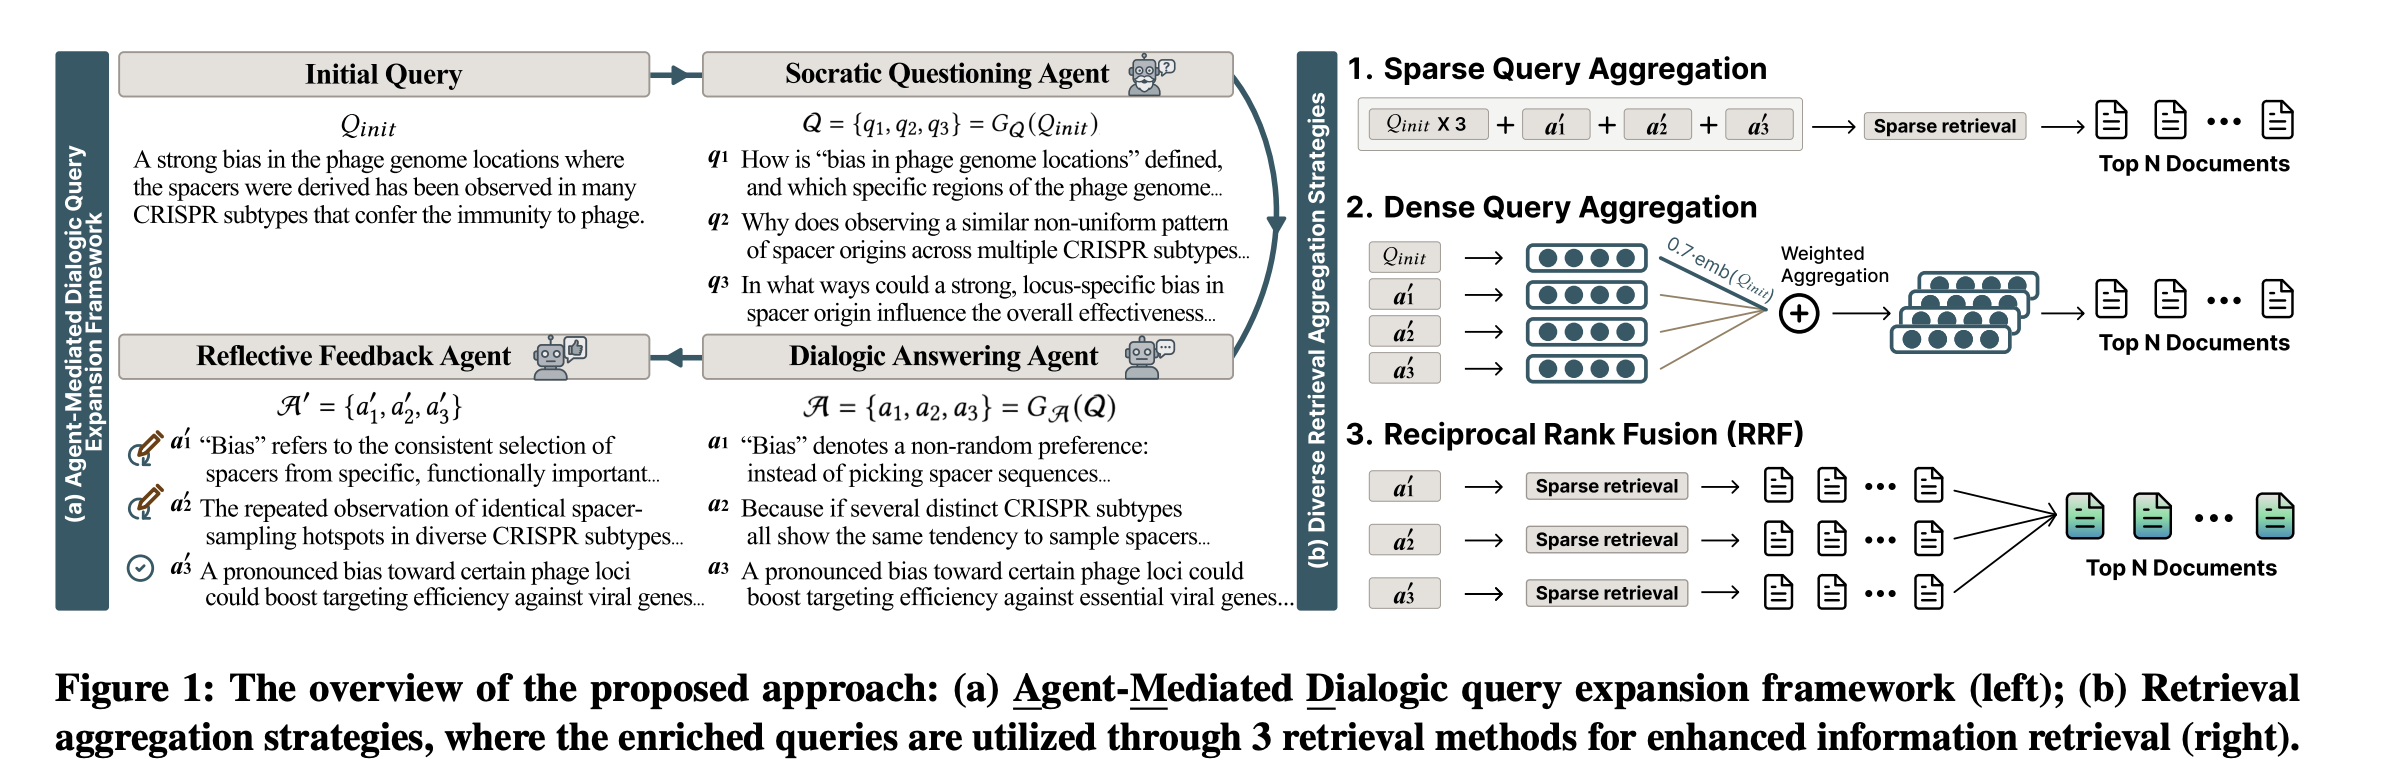 (a) Agent-Mediated Dialogic Query
Expansion Framework
Initial Query
Q_init
A strong bias in the phage genome locations where
the spacers were derived has been observed in many
CRISPR subtypes that confer the immunity to phage.
Socratic Questioning Agent
?
Q = {q1, q2, q3} = G_Q(Q_init)
q1 How is “bias in phage genome locations” defined,
and which specific regions of the phage genome...
q2 Why does observing a similar non-uniform pattern
of spacer origins across multiple CRISPR subtypes...
q3 In what ways could a strong, locus-specific bias in
spacer origin influence the overall effectiveness...
Dialogic Answering Agent
𝒜 = {a1, a2, a3} = G_𝒜(Q)
a1 “Bias” denotes a non-random preference:
instead of picking spacer sequences...
a2 Because if several distinct CRISPR subtypes
all show the same tendency to sample spacers...
a3 A pronounced bias toward certain phage loci could
boost targeting efficiency against essential viral genes...
Reflective Feedback Agent
𝒜′ = {a′1, a′2, a′3}
a′1 “Bias” refers to the consistent selection of
spacers from specific, functionally important...
a′2 The repeated observation of identical spacer-
sampling hotspots in diverse CRISPR subtypes...
a′3 A pronounced bias toward certain phage loci
could boost targeting efficiency against viral genes...
(b) Diverse Retrieval Aggregation Strategies
1. Sparse Query Aggregation
Q_init X 3 + a′1 + a′2 + a′3
Sparse retrieval
Top N Documents
2. Dense Query Aggregation
Q_init
a′1
a′2
a′3
0.7·emb(Q_init)
Weighted
Aggregation
+
Top N Documents
3. Reciprocal Rank Fusion (RRF)
a′1 Sparse retrieval
a′2 Sparse retrieval
a′3 Sparse retrieval
Top N Documents
Figure 1: The overview of the proposed approach: (a) Agent-Mediated Dialogic query expansion framework (left); (b) Retrieval
aggregation strategies, where the enriched queries are utilized through 3 retrieval methods for enhanced information retrieval (right).